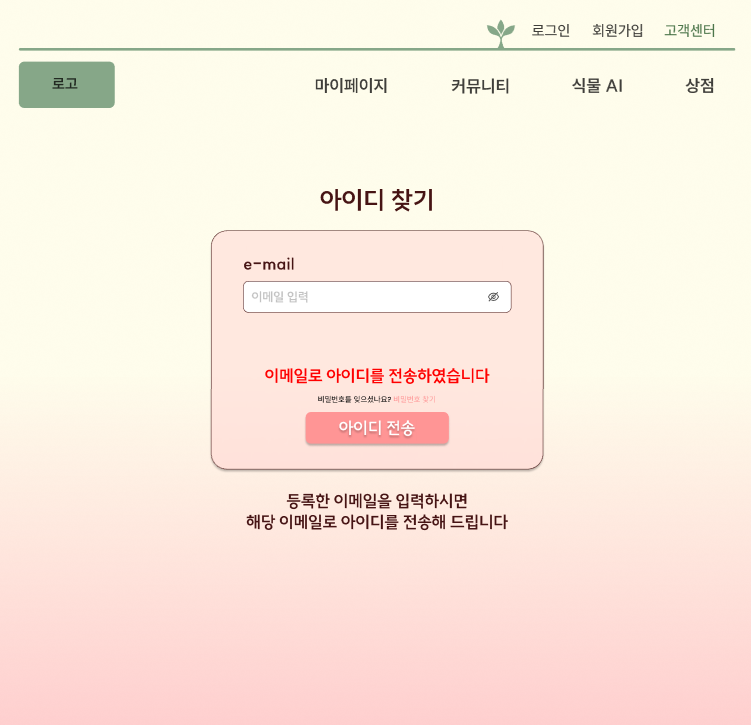 로그인 회원가입 고객센터
로고 마이페이지 커뮤니티 식물 AI 상점
아이디 찾기
e-mail
이메일 입력
이메일로 아이디를 전송하였습니다
비밀번호를 잊으셨나요? 비밀번호 찾기
아이디 전송
등록한 이메일을 입력하시면
해당 이메일로 아이디를 전송해 드립니다